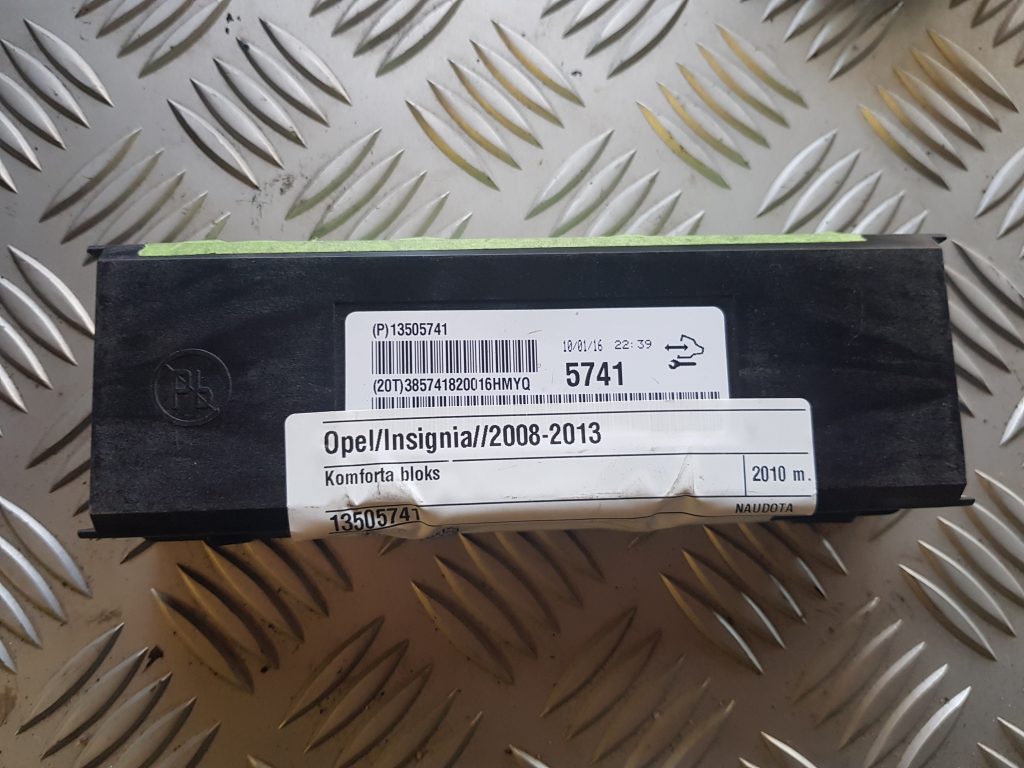 (P)13505741
10/01/16 22:39
5741
(20T)385741820016HMYQ
Opel/Insignia//2008-2013
Komforta bloks
2010 m.
NAUDOTA
13505741